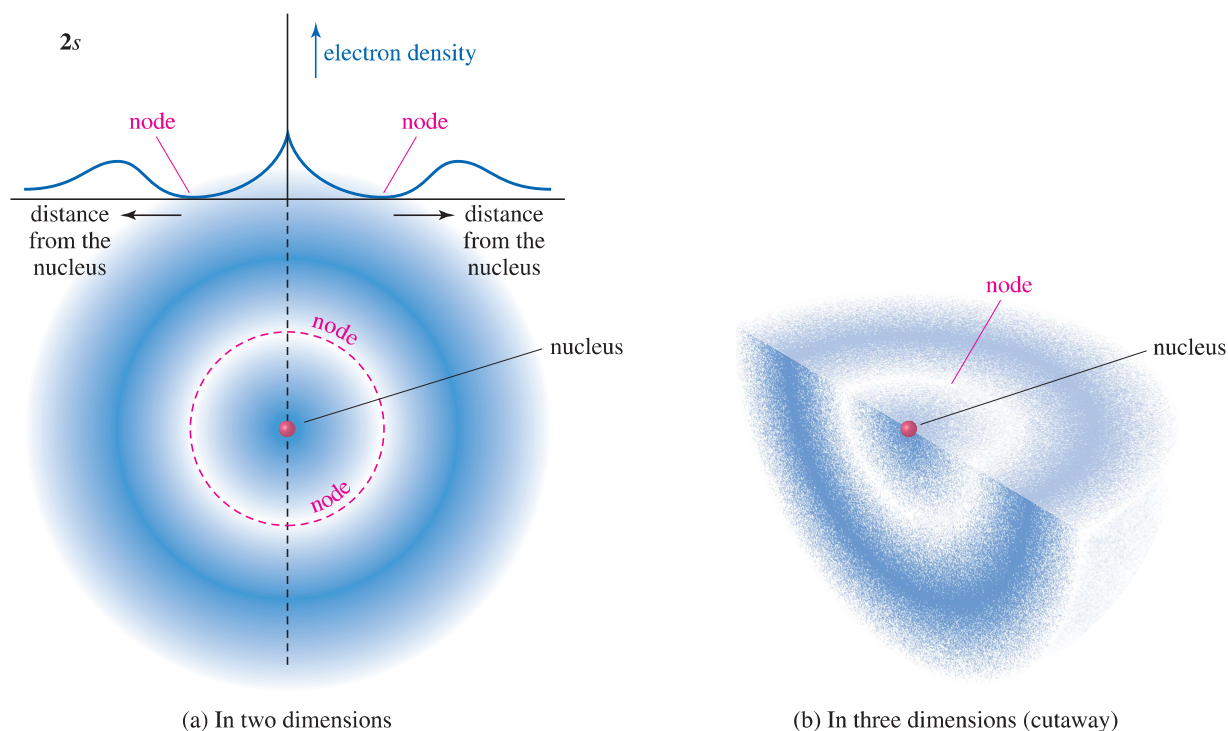 2s
electron density
node
node
distance
from the
nucleus
distance
from the
nucleus
node
node
nucleus
(a) In two dimensions
node
nucleus
(b) In three dimensions (cutaway)